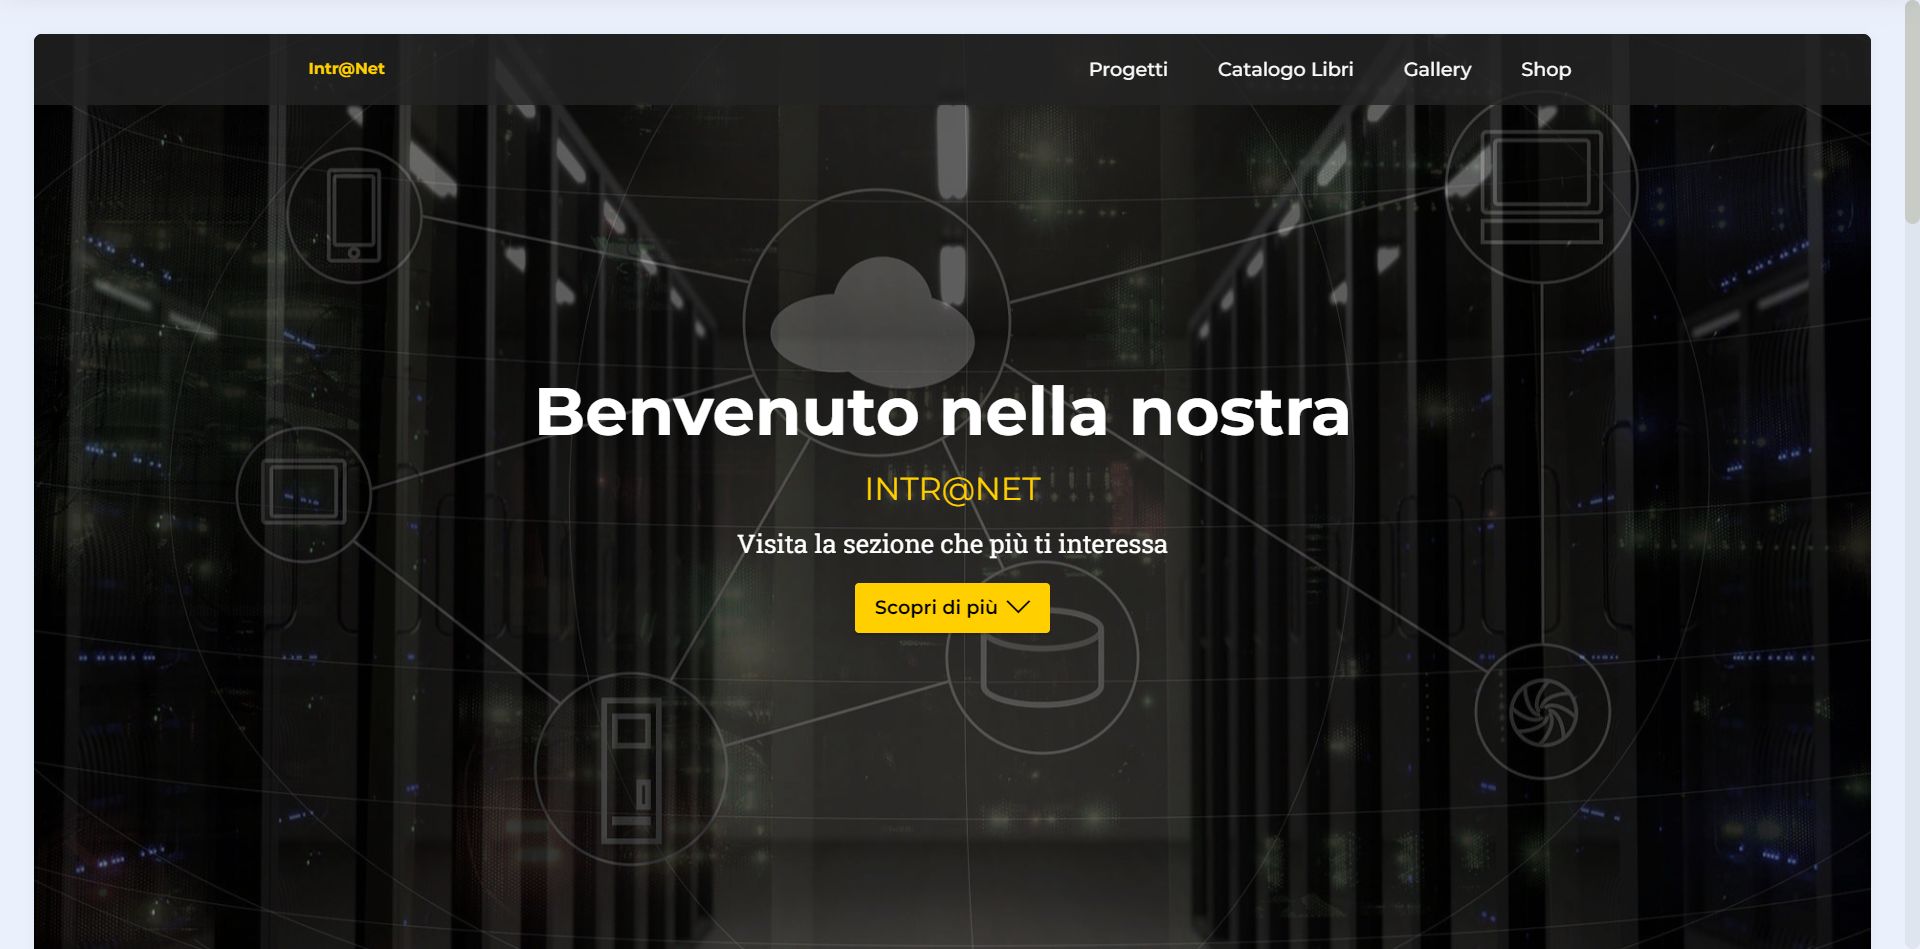 Intr@Net
Progetti Catalogo Libri Gallery Shop
Benvenuto nella nostra
INTR@NET
Visita la sezione che più ti interessa
Scopri di più